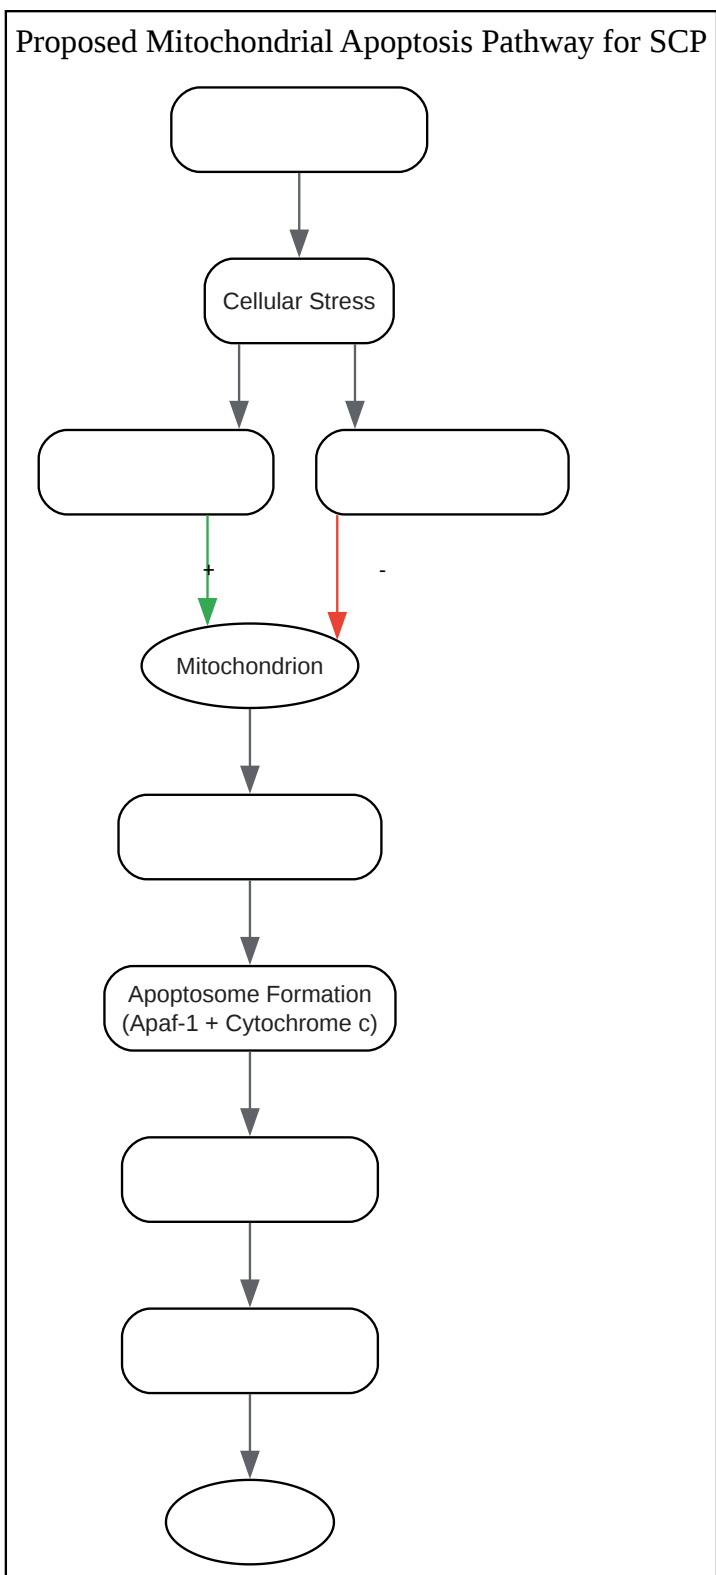 Proposed Mitochondrial Apoptosis Pathway for SCP
Cellular Stress
+
-
Mitochondrion
Apoptosome Formation
(Apaf-1 + Cytochrome c)